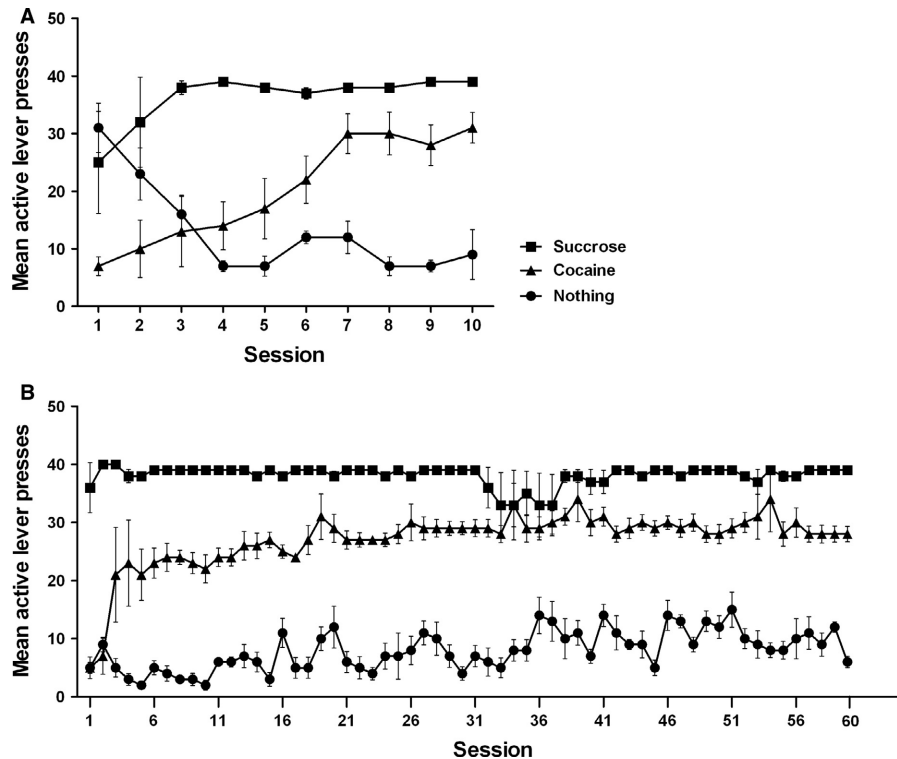 A
50
40
30
20
10
0
Mean active lever presses
1 2 3 4 5 6 7 8 9 10
Session
Succrose
Cocaine
Nothing
B
50
40
30
20
10
0
Mean active lever presses
1 6 11 16 21 26 31 36 41 46 51 56 60
Session